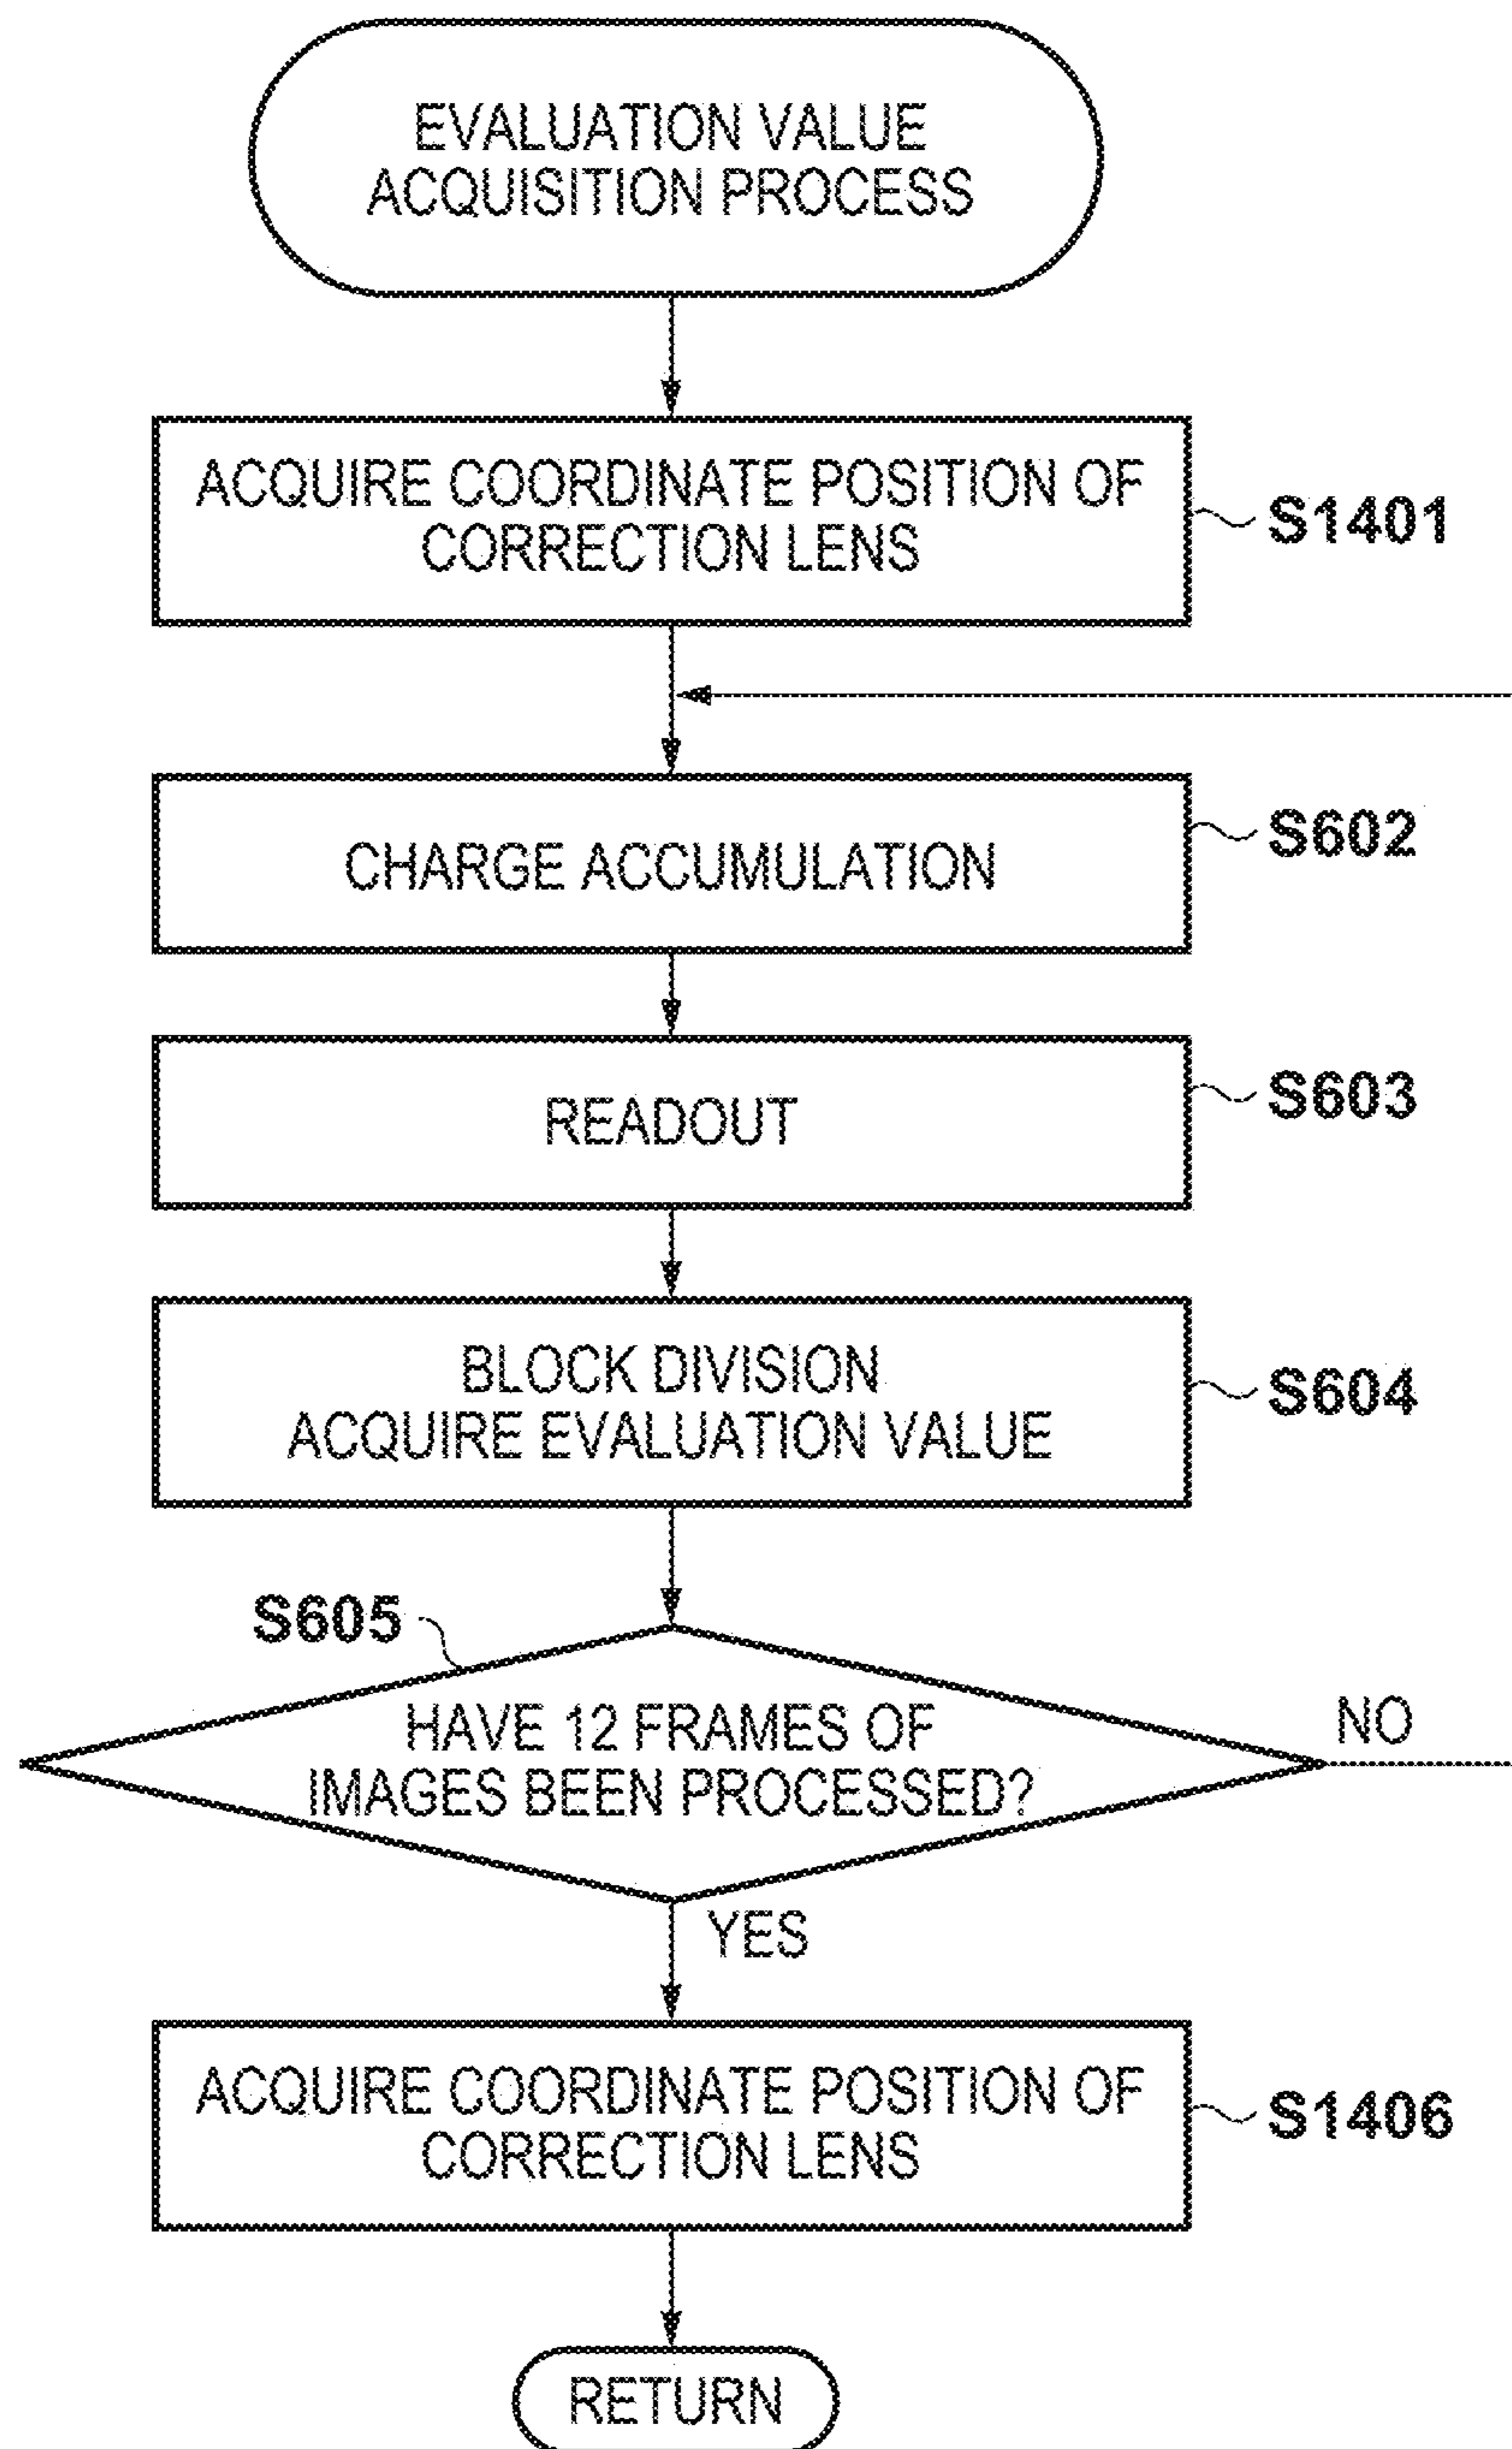 EVALUATION VALUE
ACQUISITION PROCESS
ACQUIRE COORDINATE POSITION OF
CORRECTION LENS
S1401
CHARGE ACCUMULATION
S602
READOUT
S603
BLOCK DIVISION
ACQUIRE EVALUATION VALUE
S604
S605
HAVE 12 FRAMES OF
IMAGES BEEN PROCESSED?
NO
YES
ACQUIRE COORDINATE POSITION OF
CORRECTION LENS
S1406
RETURN